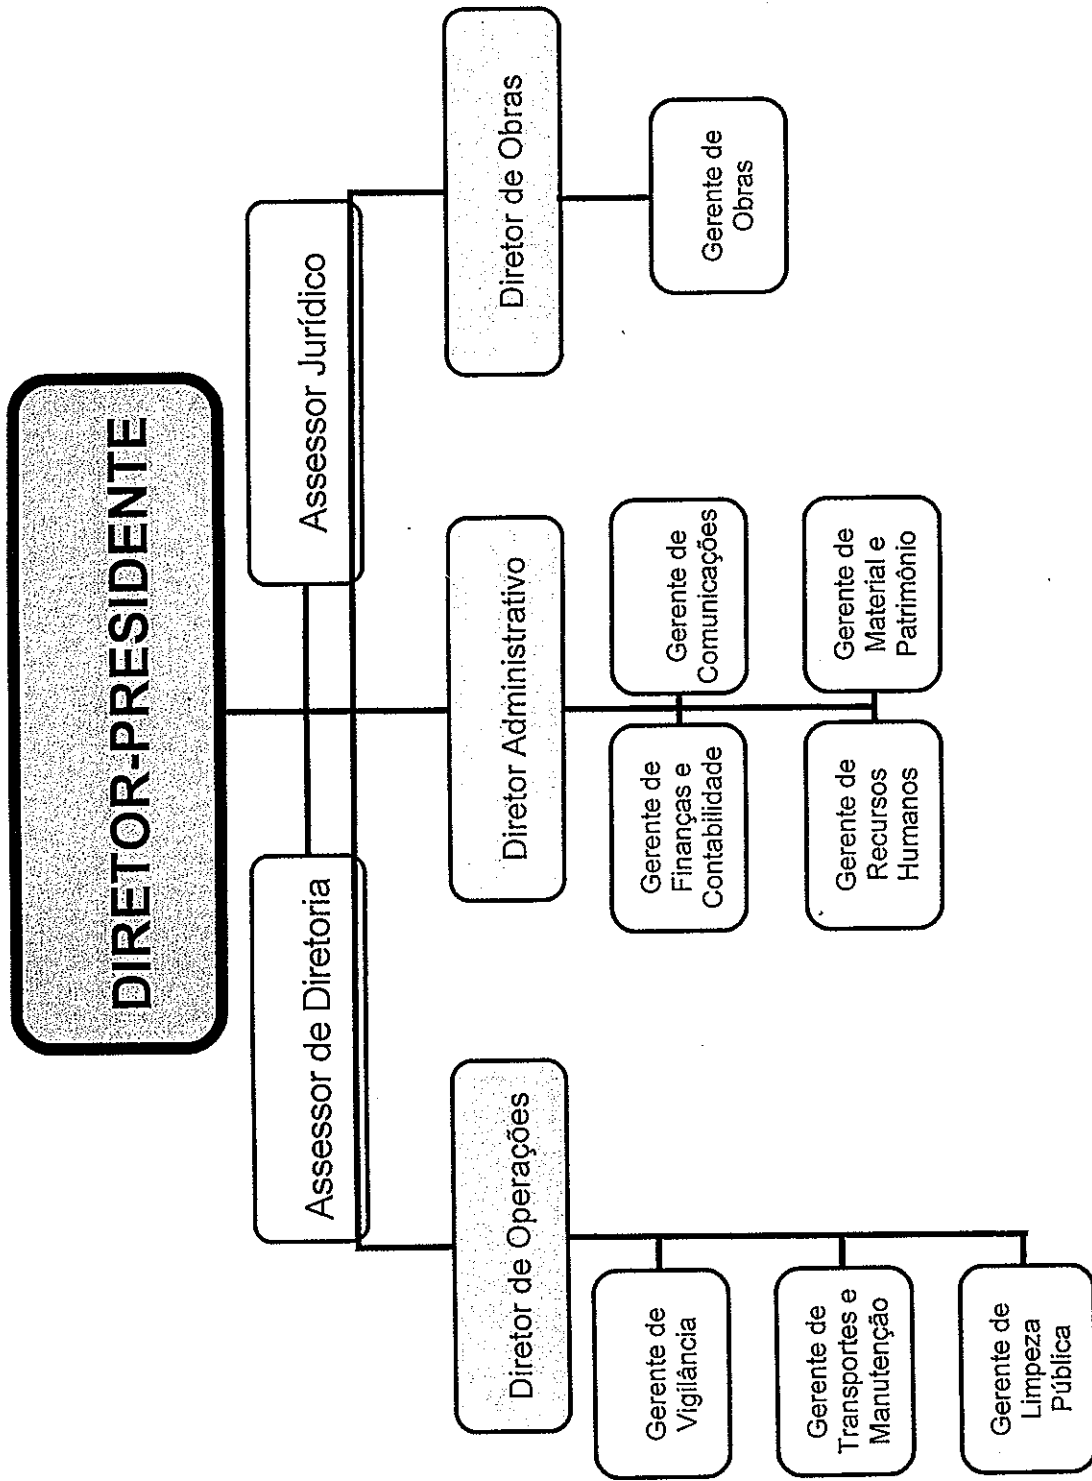 DIRETOR-PRESIDENTE
Assessor de Diretoria
Assessor Jurídico
Diretor de Operações
Diretor Administrativo
Diretor de Obras
Gerente de
Vigilância
Gerente de
Transportes e
Manutenção
Gerente de
Limpeza
Pública
Gerente de
Finanças e
Contabilidade
Gerente de
Comunicações
Gerente de
Recursos
Humanos
Gerente de
Material e
Patrimônio
Gerente de
Obras